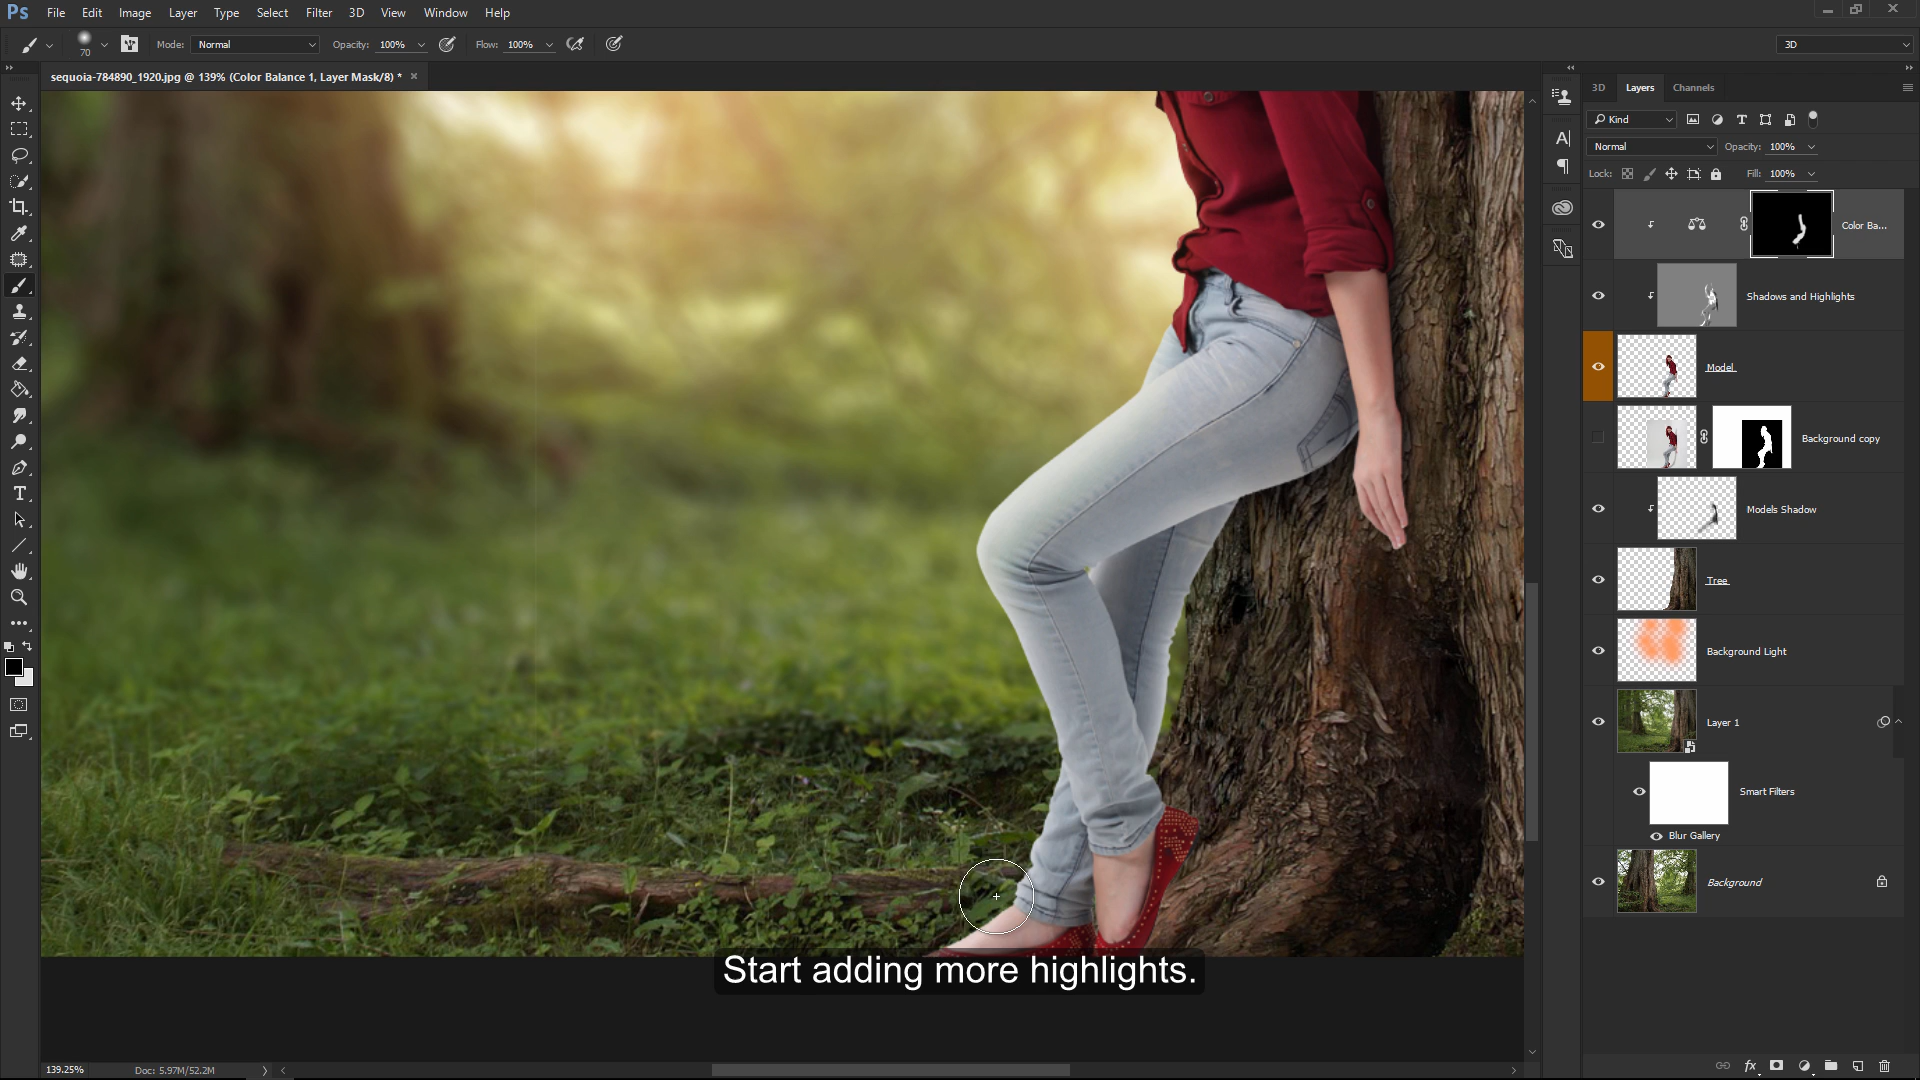 Ps File Edit Image Layer Type Select Filter 3D View Window Help
70 Mode: Normal Opacity: 100% Flow: 100% 3D
sequoia-784890_1920.jpg @ 139% (Color Balance 1, Layer Mask/8) * ×
3D Layers Channels
Kind
Normal Opacity: 100%
Lock: Fill: 100%
Color Ba...
Shadows and Highlights
Model
Background copy
Models Shadow
Tree
Background Light
Layer 1
Smart Filters
Blur Gallery
Background
Start adding more highlights.
139.25% Doc: 5.97M/52.2M